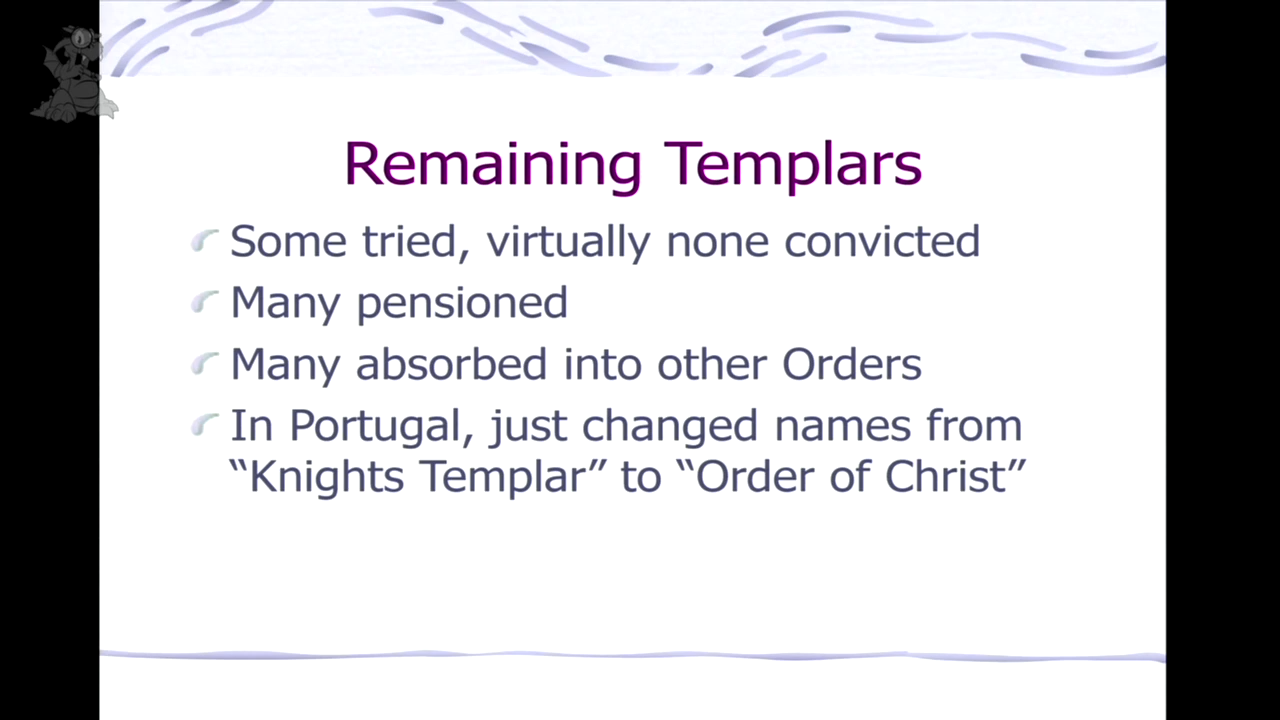 Remaining Templars
Some tried, virtually none convicted
Many pensioned
Many absorbed into other Orders
In Portugal, just changed names from
“Knights Templar” to “Order of Christ”